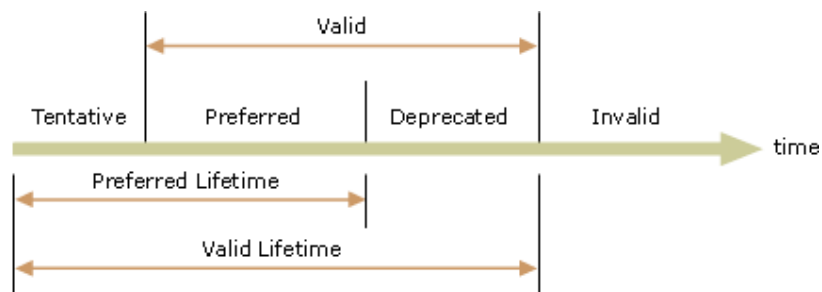 Valid
Tentative Preferred Deprecated Invalid
time
Preferred Lifetime
Valid Lifetime